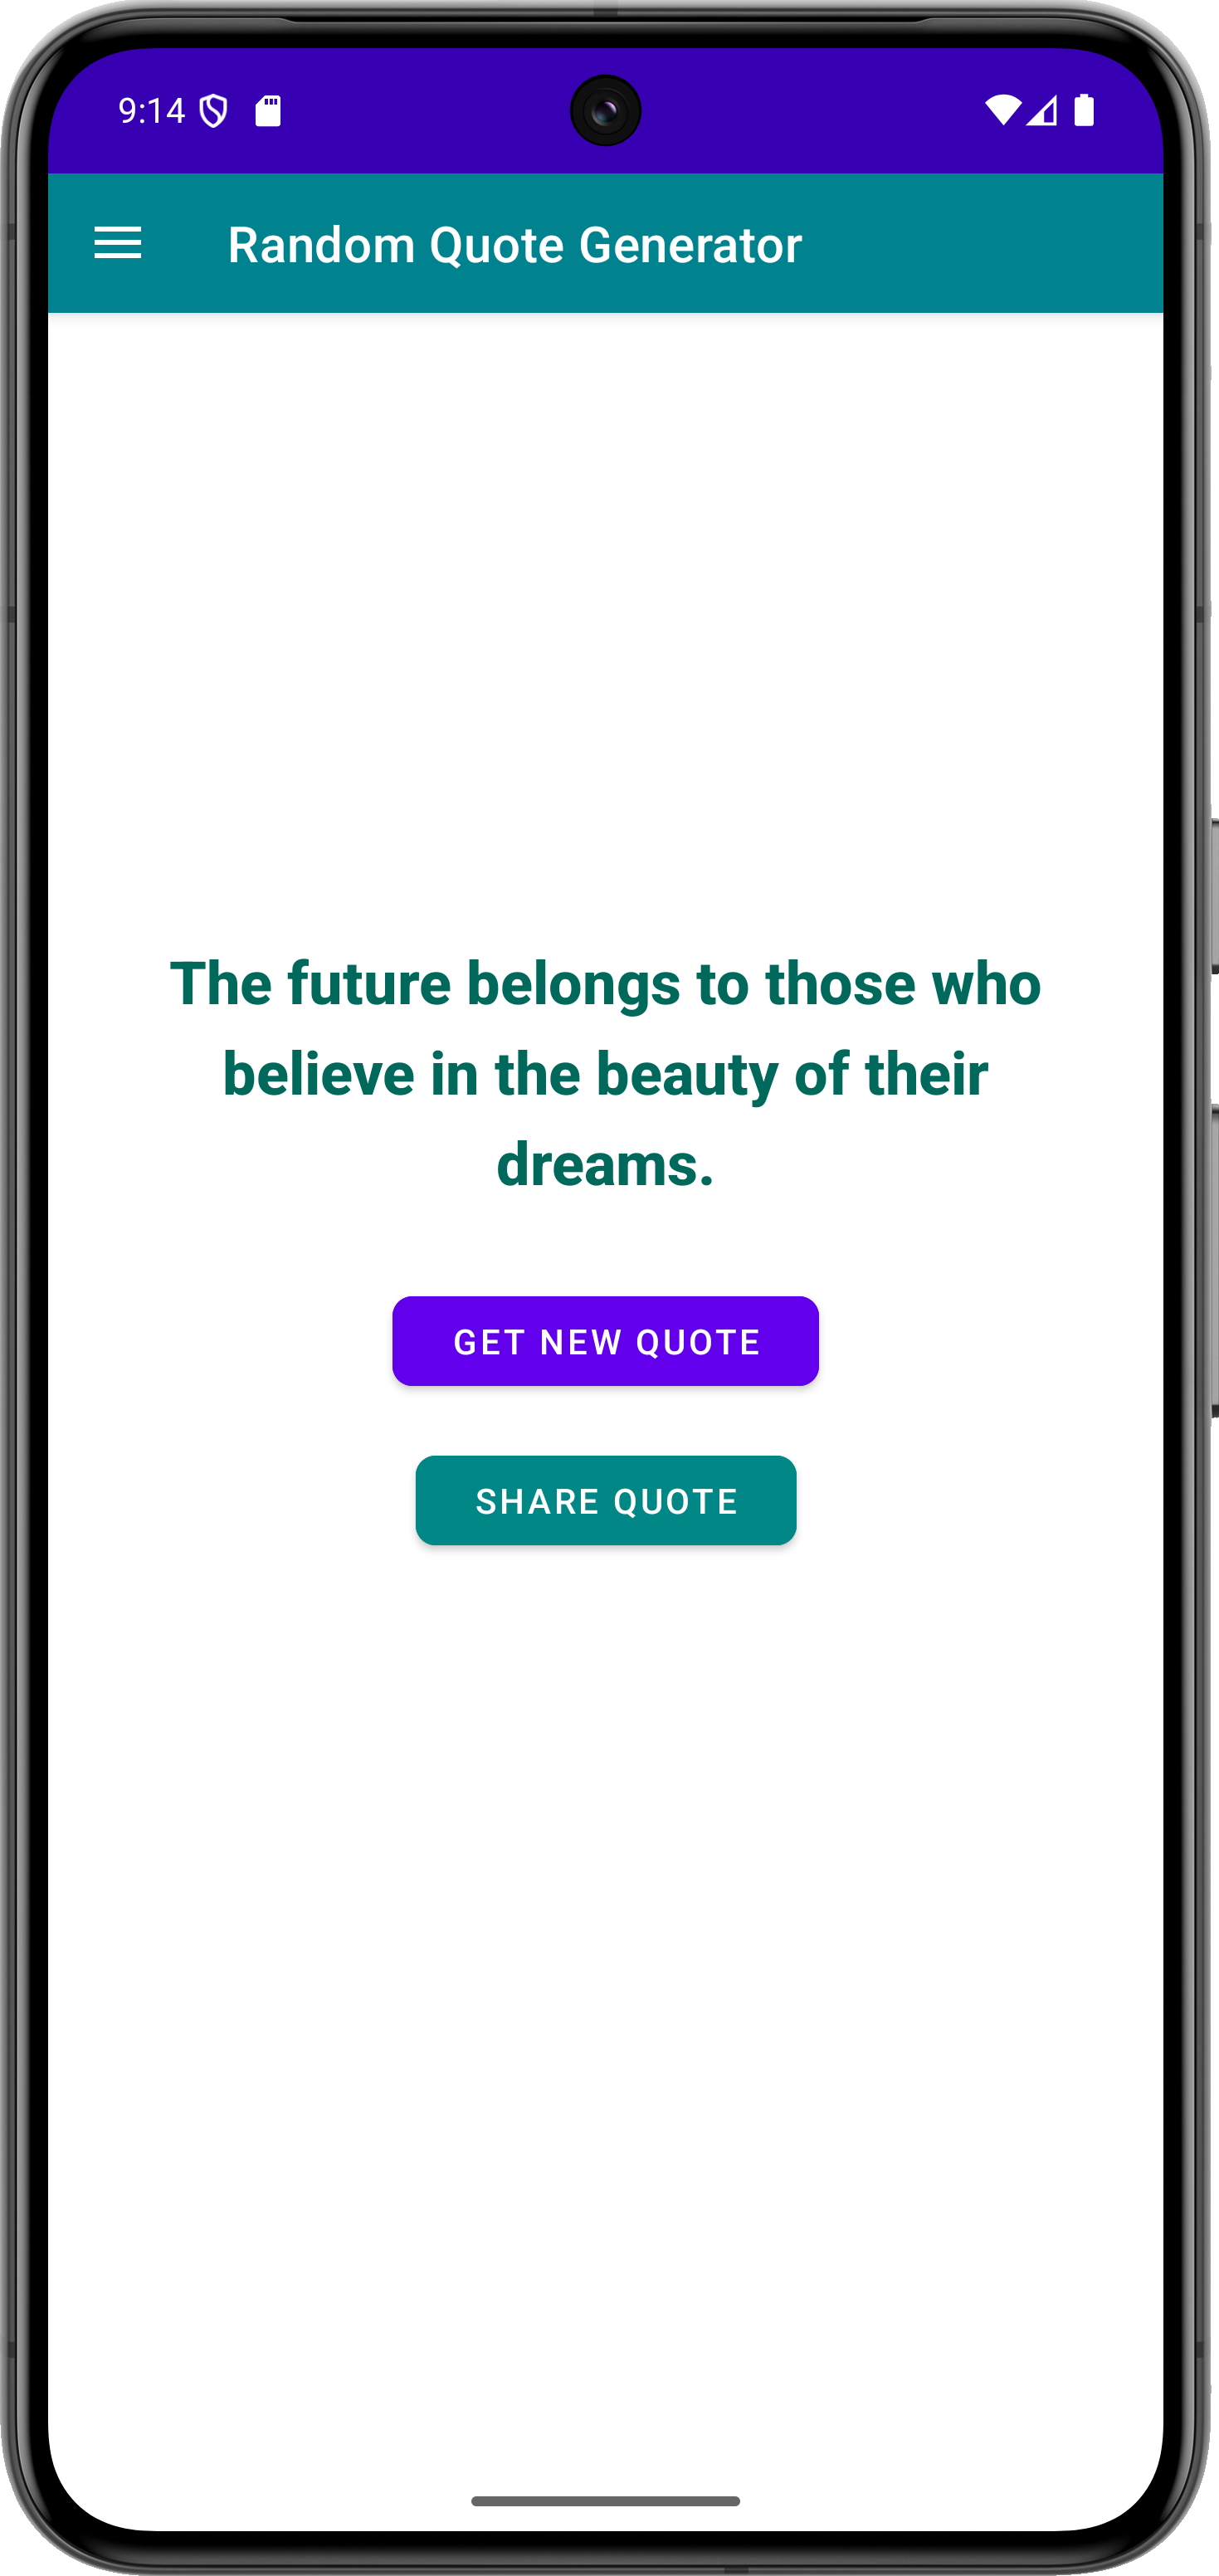 9:14
Random Quote Generator
The future belongs to those who
believe in the beauty of their
dreams.
GET NEW QUOTE
SHARE QUOTE